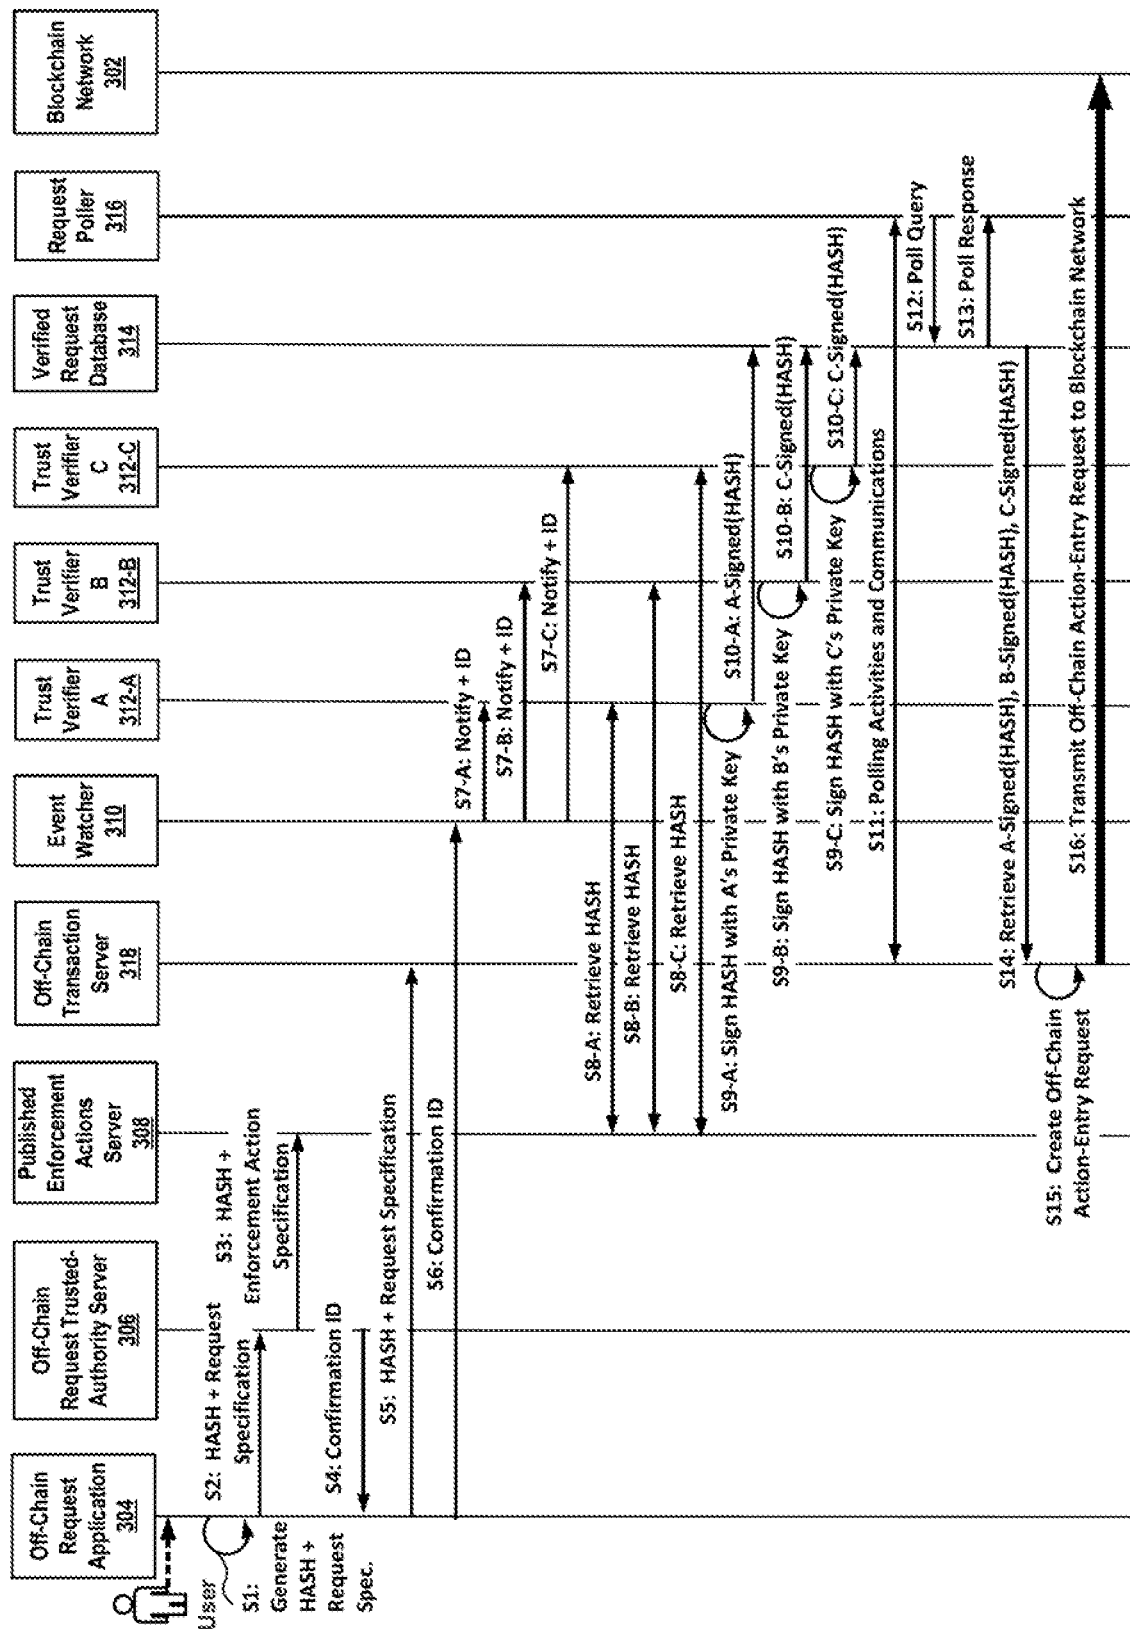 Off-Chain
Request
Application
304
Off-Chain
Request Trusted-
Authority Server
306
Published
Enforcement
Actions
Server
308
Off-Chain
Transaction
Server
318
Event
Watcher
310
Trust
Verifier
A
312-A
Trust
Verifier
B
312-B
Trust
Verifier
C
312-C
Verified
Request
Database
314
Request
Poller
316
Blockchain
Network
302
User
S1:
Generate
HASH +
Request
Spec.
S2: HASH + Request
Specification
S3: HASH +
Enforcement Action
Specification
S4: Confirmation ID
S5: HASH + Request Specification
S6: Confirmation ID
S7-A: Notify + ID
S7-B: Notify + ID
S7-C: Notify + ID
S8-A: Retrieve HASH
S8-B: Retrieve HASH
S8-C: Retrieve HASH
S9-A: Sign HASH with A's Private Key
S10-A: A-Signed(HASH)
S9-B: Sign HASH with B's Private Key
S10-B: C-Signed(HASH)
S9-C: Sign HASH with C's Private Key
S10-C: C-Signed(HASH)
S11: Polling Activities and Communications
S12: Poll Query
S13: Poll Response
S14: Retrieve A-Signed(HASH), B-Signed(HASH), C-Signed(HASH)
S15: Create Off-Chain
Action-Entry Request
S16: Transmit Off-Chain Action-Entry Request to Blockchain Network